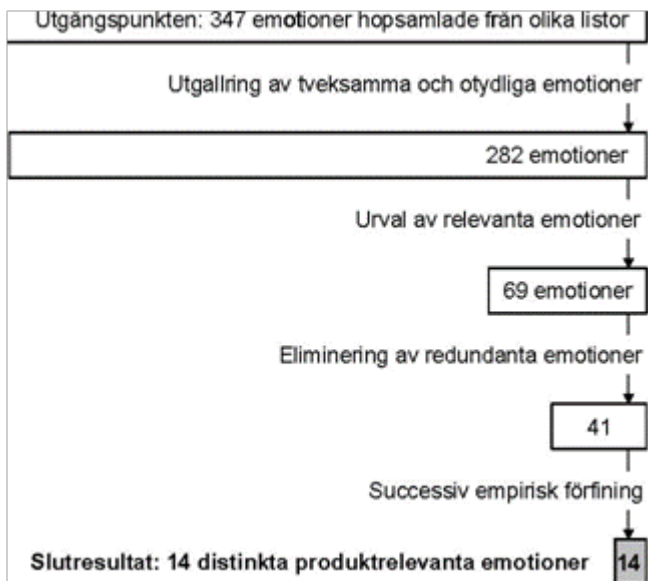 Utgångspunkten: 347 emotioner hopsamlade från olika listor
Utgallring av tveksamma och otydliga emotioner
282 emotioner
Urval av relevanta emotioner
69 emotioner
Eliminering av redundanta emotioner
41
Successiv empirisk förfining
Slutresultat: 14 distinkta produktrelevanta emotioner 14